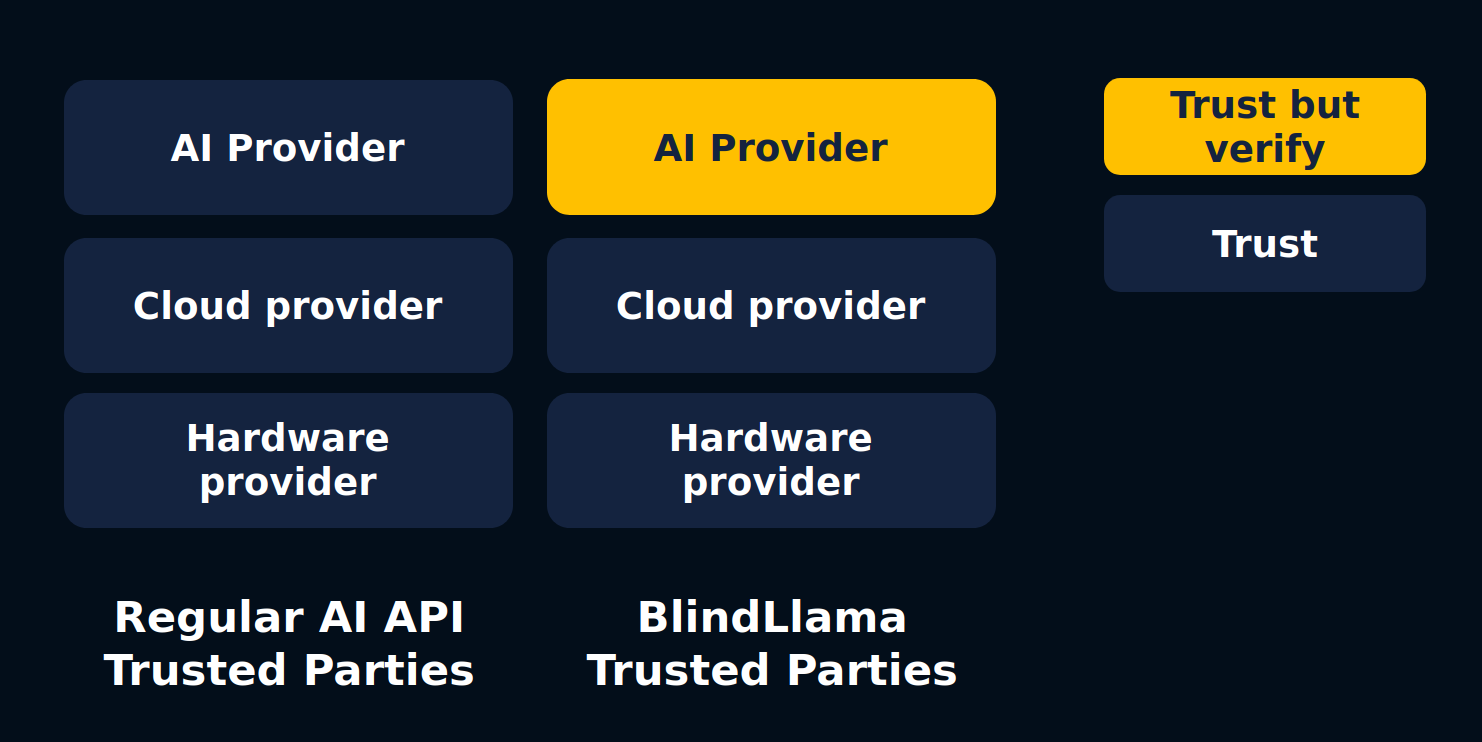 AI Provider
Cloud provider
Hardware
provider
Regular AI API
Trusted Parties
AI Provider
Cloud provider
Hardware
provider
BlindLlama
Trusted Parties
Trust but
verify
Trust